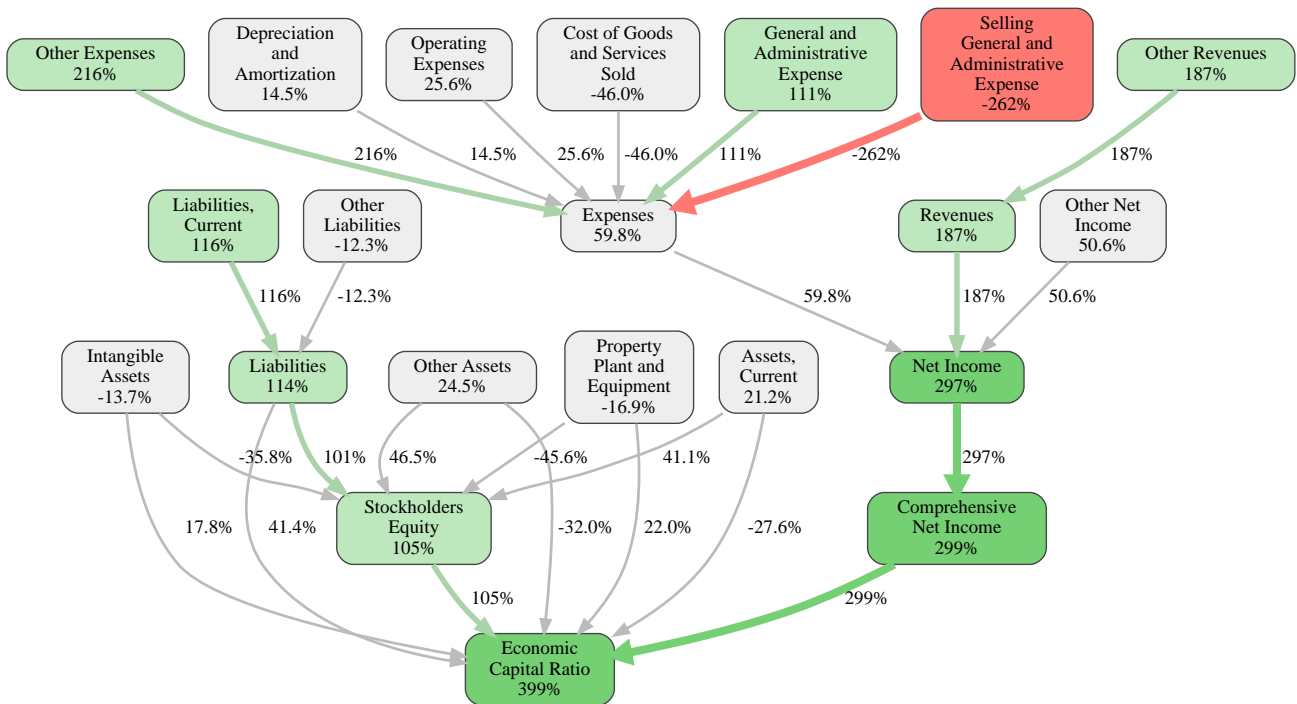 Other Expenses
216%
Depreciation
and
Amortization
14.5%
Operating
Expenses
25.6%
Cost of Goods
and Services
Sold
-46.0%
General and
Administrative
Expense
111%
Selling
General and
Administrative
Expense
-262%
Other Revenues
187%
216%
14.5%
25.6%
-46.0%
111%
-262%
187%
Liabilities,
Current
116%
Other
Liabilities
-12.3%
Expenses
59.8%
Revenues
187%
Other Net
Income
50.6%
116%
-12.3%
59.8%
187%
50.6%
Intangible
Assets
-13.7%
Liabilities
114%
Other Assets
24.5%
Property
Plant and
Equipment
-16.9%
Assets,
Current
21.2%
Net Income
297%
-35.8%
101%
46.5%
-45.6%
41.1%
297%
17.8%
41.4%
Stockholders
Equity
105%
-32.0%
22.0%
-27.6%
Comprehensive
Net Income
299%
105%
299%
Economic
Capital Ratio
399%